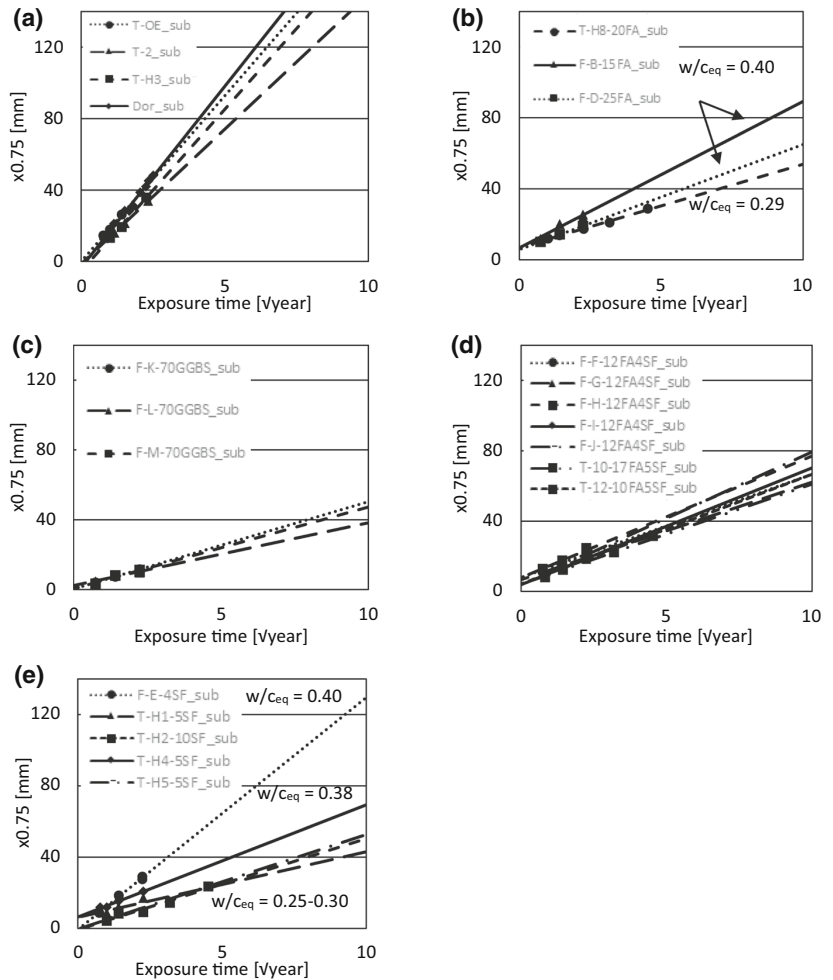 (a)
x0.75 [mm]
120
80
40
0
T-OE_sub
T-2_sub
T-H3_sub
Dor_sub
0 5 10
Exposure time [√year]
(b)
x0.75 [mm]
120
80
40
0
T-H8-20FA_sub
F-B-15FA_sub
F-D-25FA_sub
w/ceq = 0.40
w/ceq = 0.29
0 5 10
Exposure time [√year]
(c)
x0.75 [mm]
120
80
40
0
F-K-70GGBS_sub
F-L-70GGBS_sub
F-M-70GGBS_sub
0 5 10
Exposure time [√year]
(d)
x0.75 [mm]
120
80
40
0
F-F-12FA4SF_sub
F-G-12FA4SF_sub
F-H-12FA4SF_sub
F-I-12FA4SF_sub
F-J-12FA4SF_sub
T-10-17FA5SF_sub
T-12-10FA5SF_sub
0 5 10
Exposure time [√year]
(e)
x0.75 [mm]
120
80
40
0
F-E-4SF_sub
T-H1-5SF_sub
T-H2-10SF_sub
T-H4-5SF_sub
T-H5-5SF_sub
w/ceq = 0.40
w/ceq = 0.38
w/ceq = 0.25-0.30
0 5 10
Exposure time [√year]